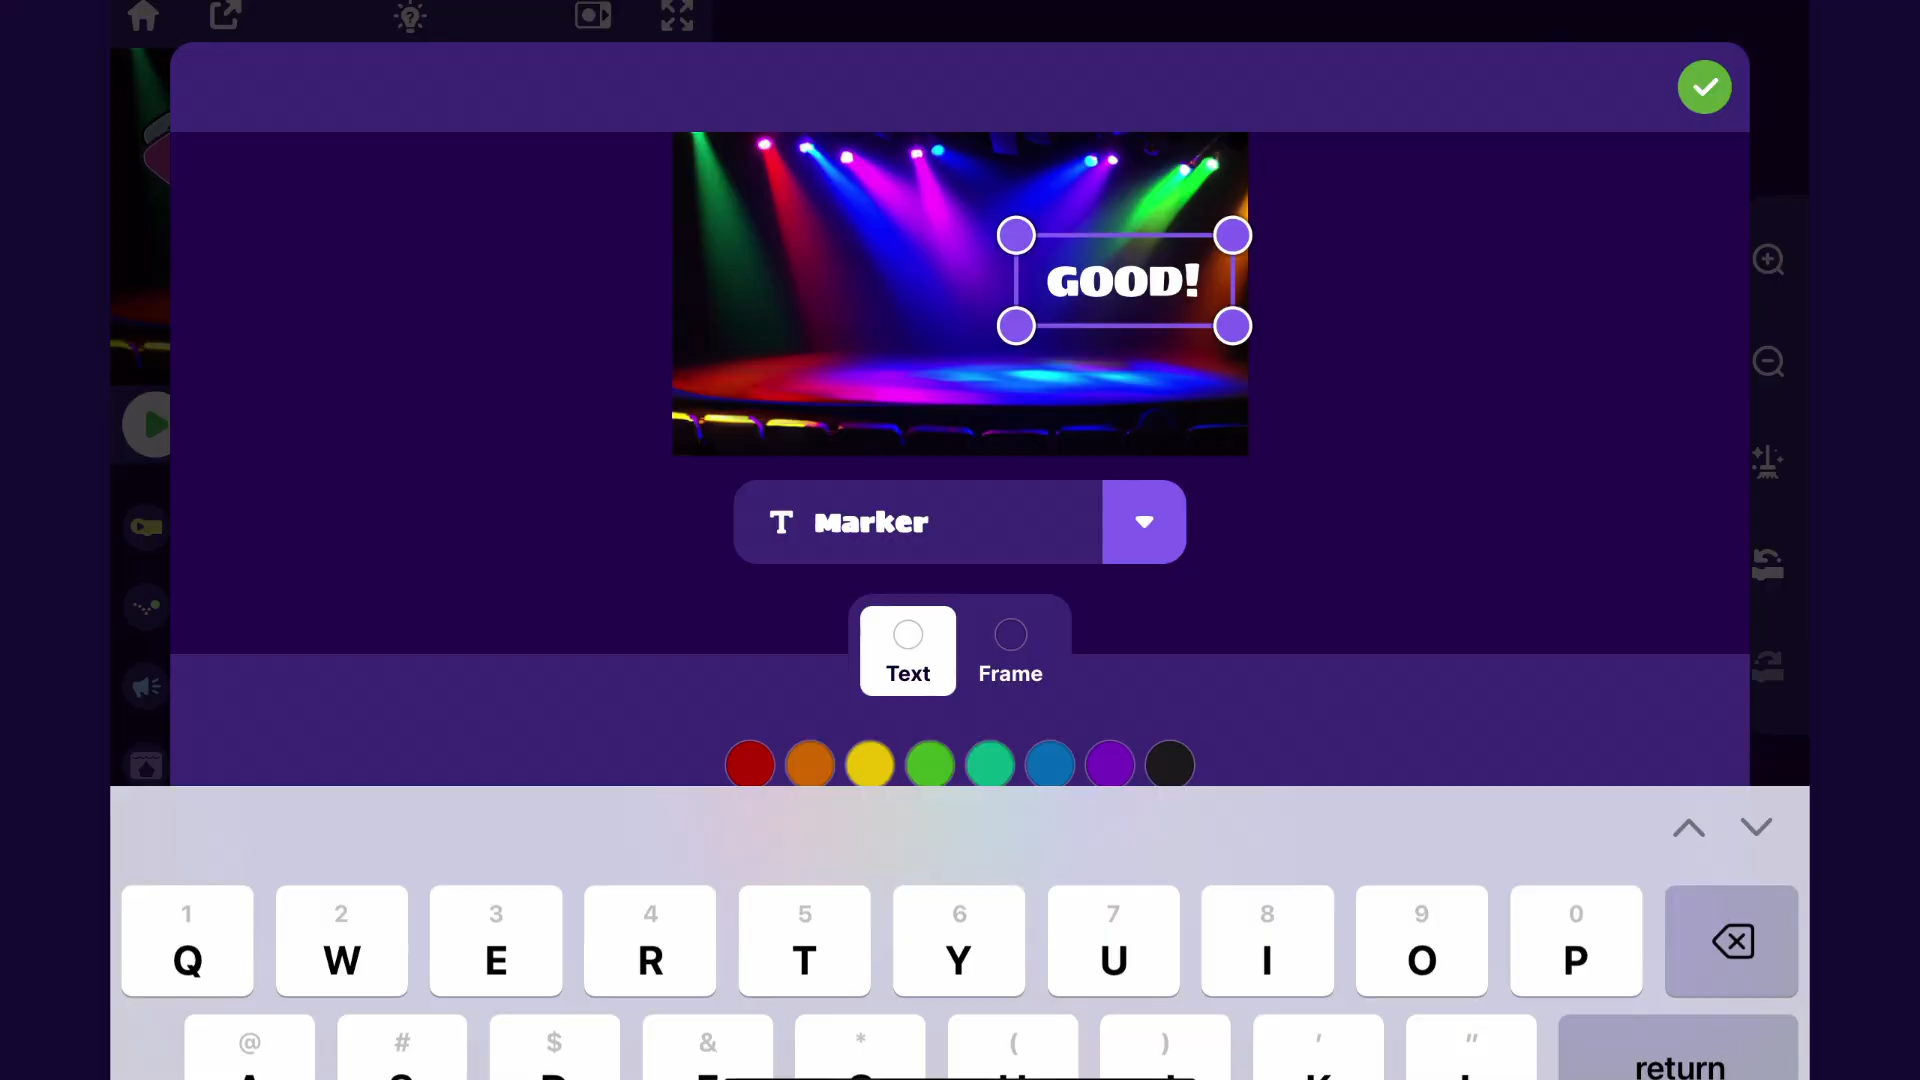 GOOD!
T Marker
Text Frame
1 2 3 4 5 6 7 8 9 0
Q W E R T Y U I O P
@ # $ & * ( ) ' "
return